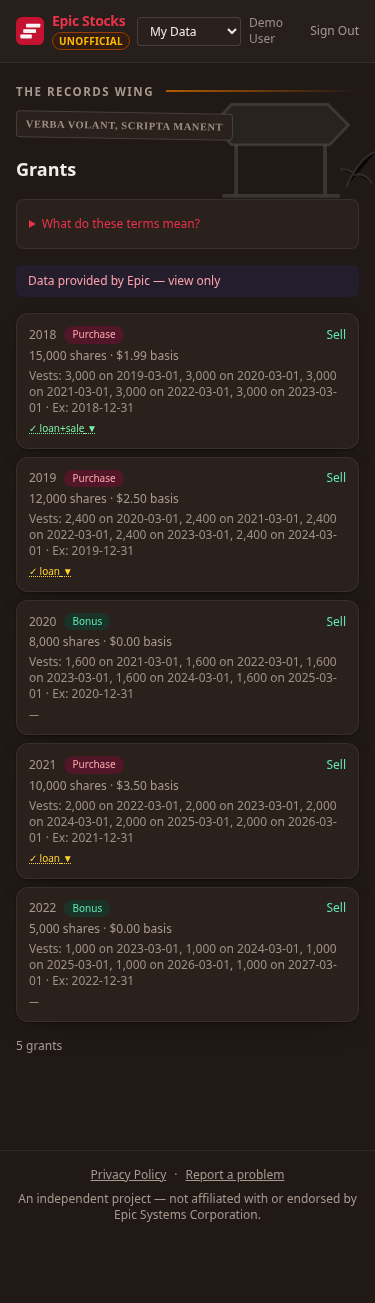 Epic Stocks
UNOFFICIAL
My Data
Demo User
Sign Out
THE RECORDS WING
VERBA VOLANT, SCRIPTA MANENT
Grants
▶ What do these terms mean?
Data provided by Epic — view only
2018 Purchase Sell
15,000 shares · $1.99 basis
Vests: 3,000 on 2019-03-01, 3,000 on 2020-03-01, 3,000
on 2021-03-01, 3,000 on 2022-03-01, 3,000 on 2023-03-
01 · Ex: 2018-12-31
✓ loan+sale ▼
2019 Purchase Sell
12,000 shares · $2.50 basis
Vests: 2,400 on 2020-03-01, 2,400 on 2021-03-01, 2,400
on 2022-03-01, 2,400 on 2023-03-01, 2,400 on 2024-03-
01 · Ex: 2019-12-31
✓ loan ▼
2020 Bonus Sell
8,000 shares · $0.00 basis
Vests: 1,600 on 2021-03-01, 1,600 on 2022-03-01, 1,600
on 2023-03-01, 1,600 on 2024-03-01, 1,600 on 2025-03-
01 · Ex: 2020-12-31
—
2021 Purchase Sell
10,000 shares · $3.50 basis
Vests: 2,000 on 2022-03-01, 2,000 on 2023-03-01, 2,000
on 2024-03-01, 2,000 on 2025-03-01, 2,000 on 2026-03-
01 · Ex: 2021-12-31
✓ loan ▼
2022 Bonus Sell
5,000 shares · $0.00 basis
Vests: 1,000 on 2023-03-01, 1,000 on 2024-03-01, 1,000
on 2025-03-01, 1,000 on 2026-03-01, 1,000 on 2027-03-
01 · Ex: 2022-12-31
—
5 grants
Privacy Policy · Report a problem
An independent project — not affiliated with or endorsed by
Epic Systems Corporation.